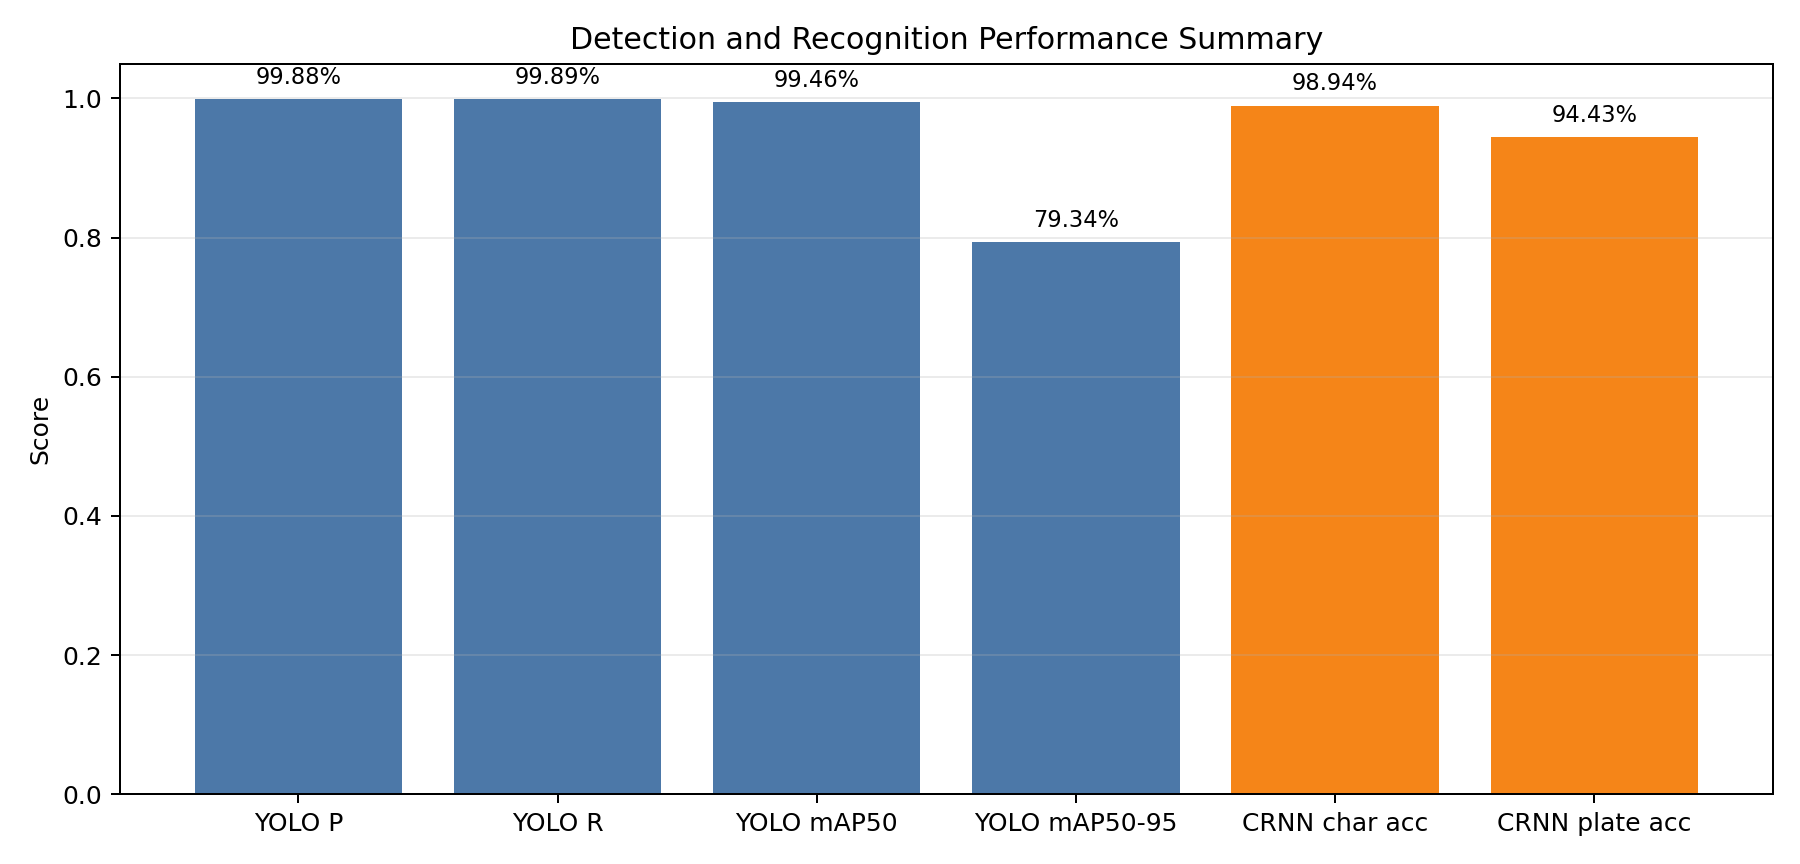 Detection and Recognition Performance Summary
99.88%
99.89%
99.46%
79.34%
98.94%
94.43%
1.0
0.8
0.6
0.4
0.2
0.0
Score
YOLO P
YOLO R
YOLO mAP50
YOLO mAP50-95
CRNN char acc
CRNN plate acc